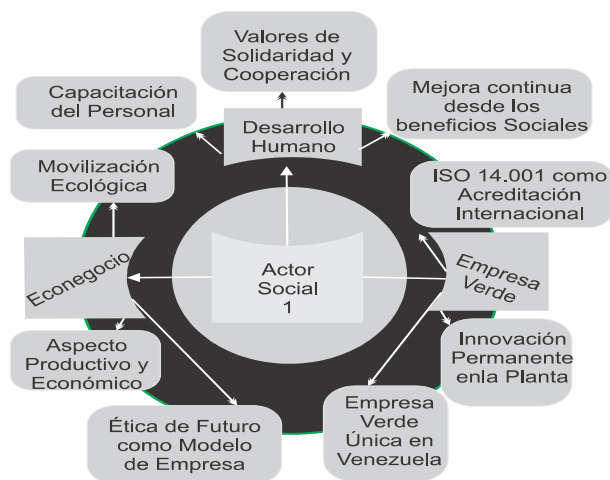 Valores de
Solidaridad y
Cooperación
Capacitación
del Personal
Desarrollo
Humano
Mejora continua
desde los
beneficios Sociales
Movilización
Ecológica
ISO 14.001 como
Acreditación
Internacional
Econegocio
Actor
Social
1
Empresa
Verde
Aspecto
Productivo y
Económico
Innovación
Permanente
enla Planta
Ética de Futuro
como Modelo
de Empresa
Empresa
Verde
Única en
Venezuela